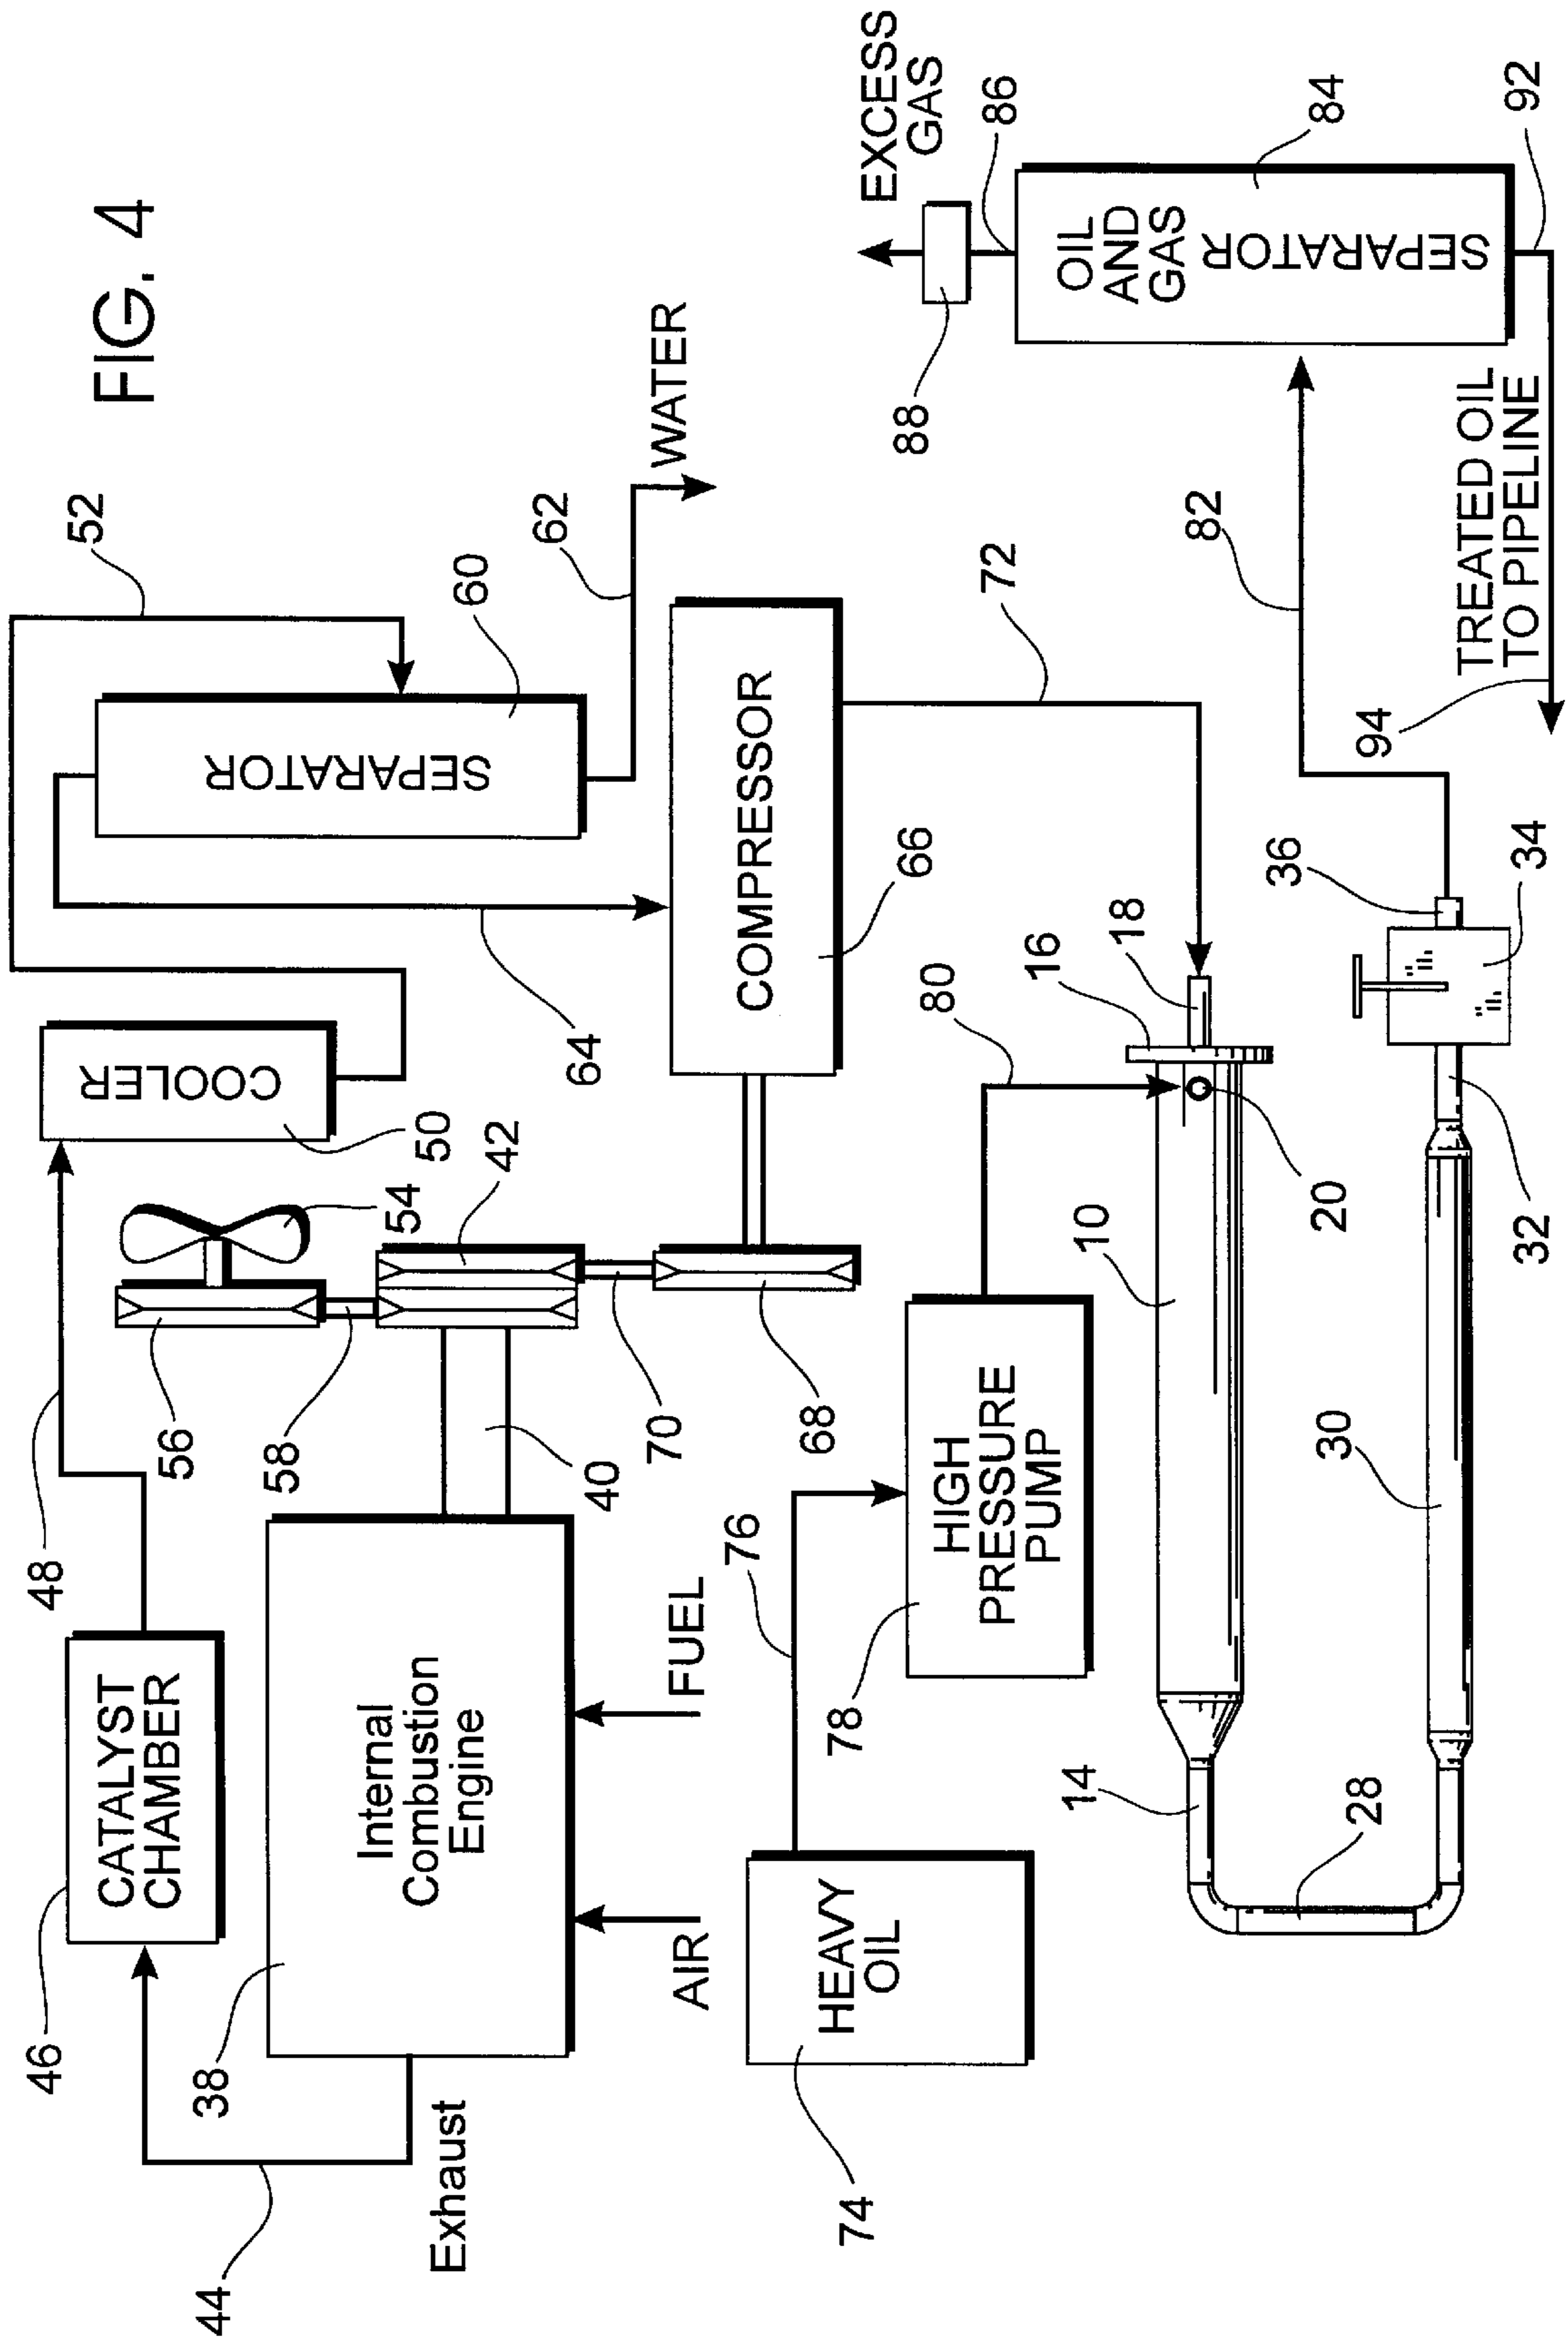 FIG. 4
46
CATALYST
CHAMBER
48
COOLER
50
52
SEPARATOR
60
62
WATER
64
44
Exhaust
38
Internal
Combustion
Engine
AIR
FUEL
40
42
54
56
58
70
68
COMPRESSOR
66
72
74
HEAVY
OIL
76
78
HIGH
PRESSURE
PUMP
80
10
14
16
18
20
28
30
32
34
36
82
EXCESS
GAS
86
88
OIL
AND
GAS
SEPARATOR
84
92
TREATED OIL
TO PIPELINE
94